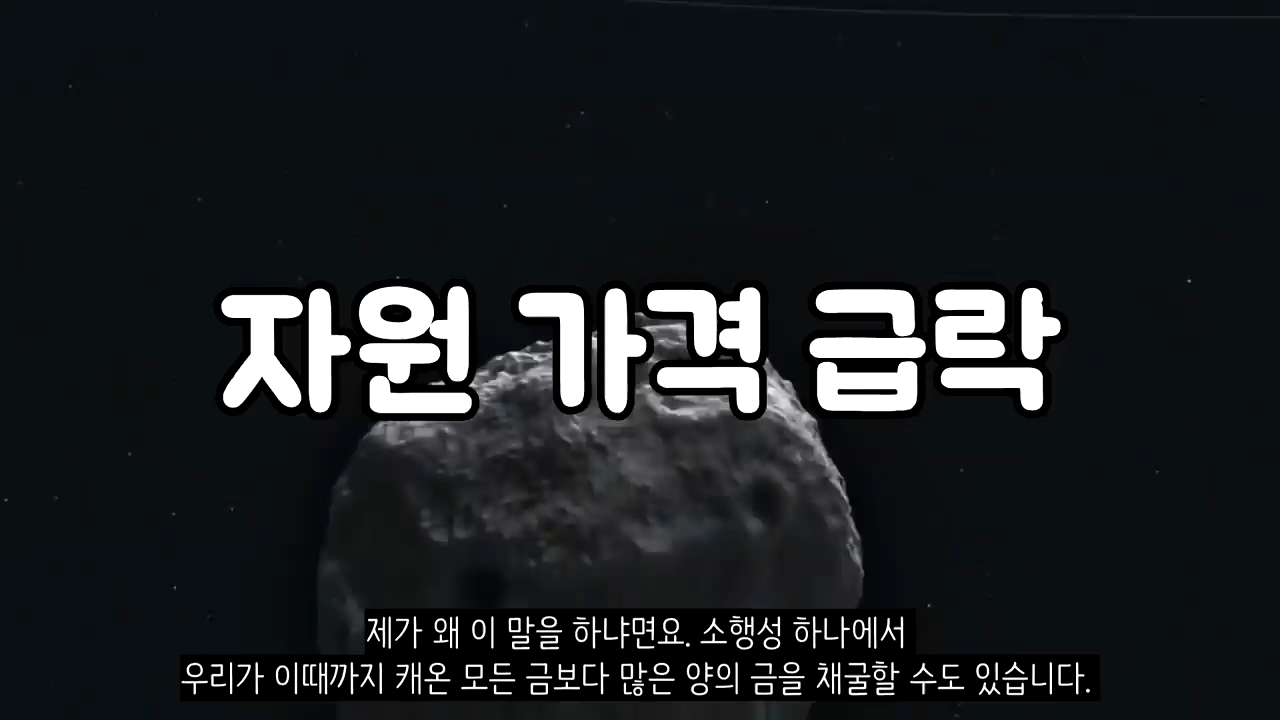 자원 가격 급락
제가 왜 이 말을 하냐면요. 소행성 하나에서
우리가 이때까지 캐온 모든 금보다 많은 양의 금을 채굴할 수도 있습니다.